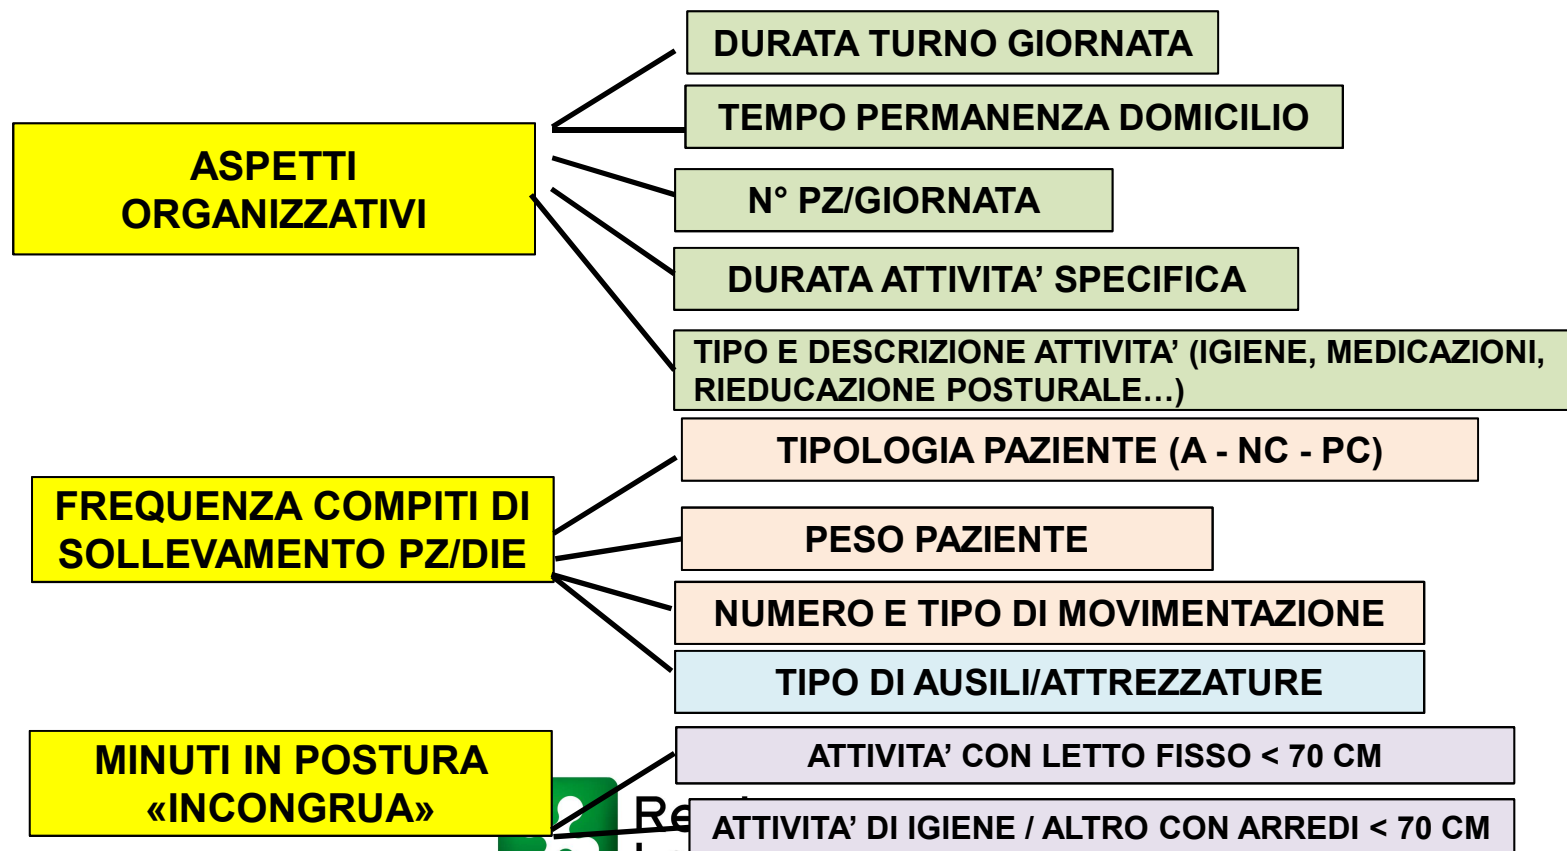 DURATA TURNO GIORNATA
TEMPO PERMANENZA DOMICILIO
ASPETTI
ORGANIZZATIVI
N° PZ/GIORNATA
DURATA ATTIVITA’ SPECIFICA
TIPO E DESCRIZIONE ATTIVITA’ (IGIENE, MEDICAZIONI,
RIEDUCAZIONE POSTURALE…)
TIPOLOGIA PAZIENTE (A - NC - PC)
FREQUENZA COMPITI DI
SOLLEVAMENTO PZ/DIE
PESO PAZIENTE
NUMERO E TIPO DI MOVIMENTAZIONE
TIPO DI AUSILI/ATTREZZATURE
MINUTI IN POSTURA
«INCONGRUA»
ATTIVITA’ CON LETTO FISSO < 70 CM
ATTIVITA’ DI IGIENE / ALTRO CON ARREDI < 70 CM